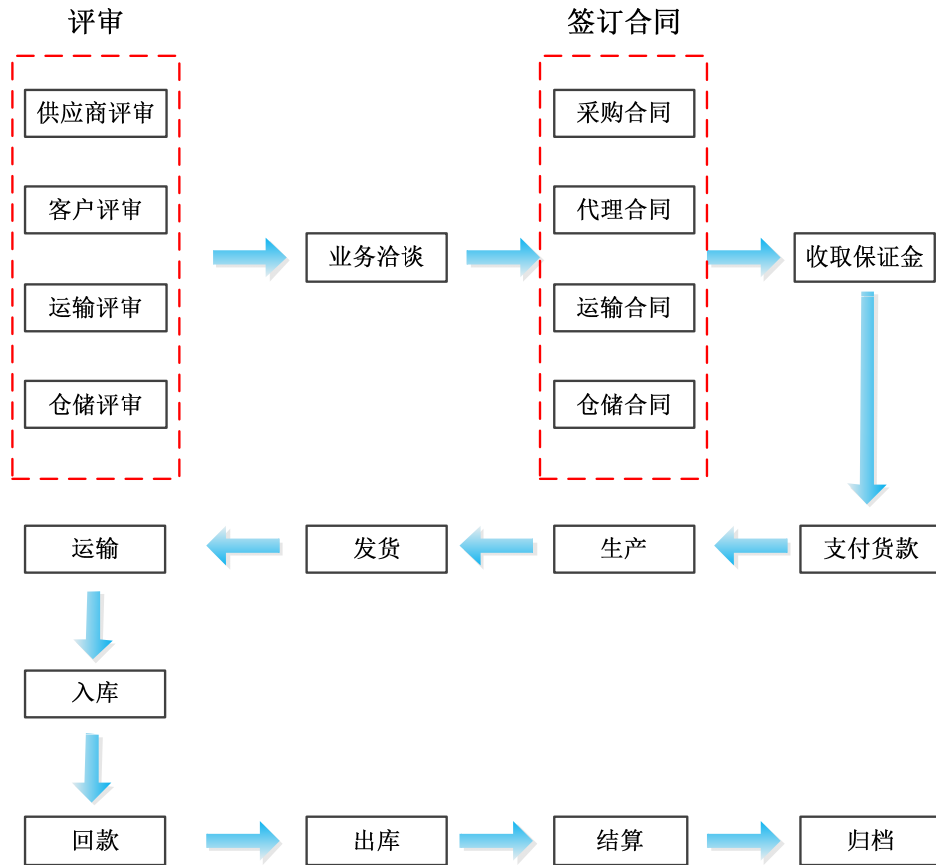 评审
签订合同
供应商评审
采购合同
客户评审
代理合同
业务洽谈
收取保证金
运输评审
运输合同
仓储评审
仓储合同
运输
发货
生产
支付货款
入库
回款
出库
结算
归档